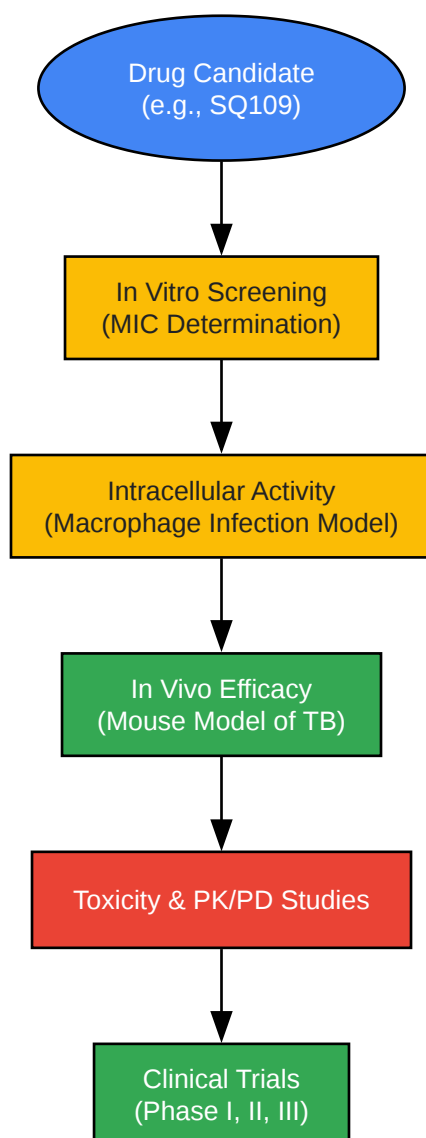 Drug Candidate
(e.g., SQ109)
In Vitro Screening
(MIC Determination)
Intracellular Activity
(Macrophage Infection Model)
In Vivo Efficacy
(Mouse Model of TB)
Toxicity & PK/PD Studies
Clinical Trials
(Phase I, II, III)